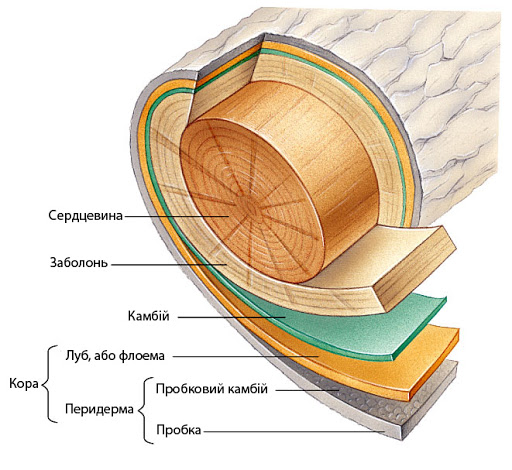 Сердцевина
Заболонь
Камбій
Луб, або флоема
Кора
Пробковий камбій
Перидерма
Пробка